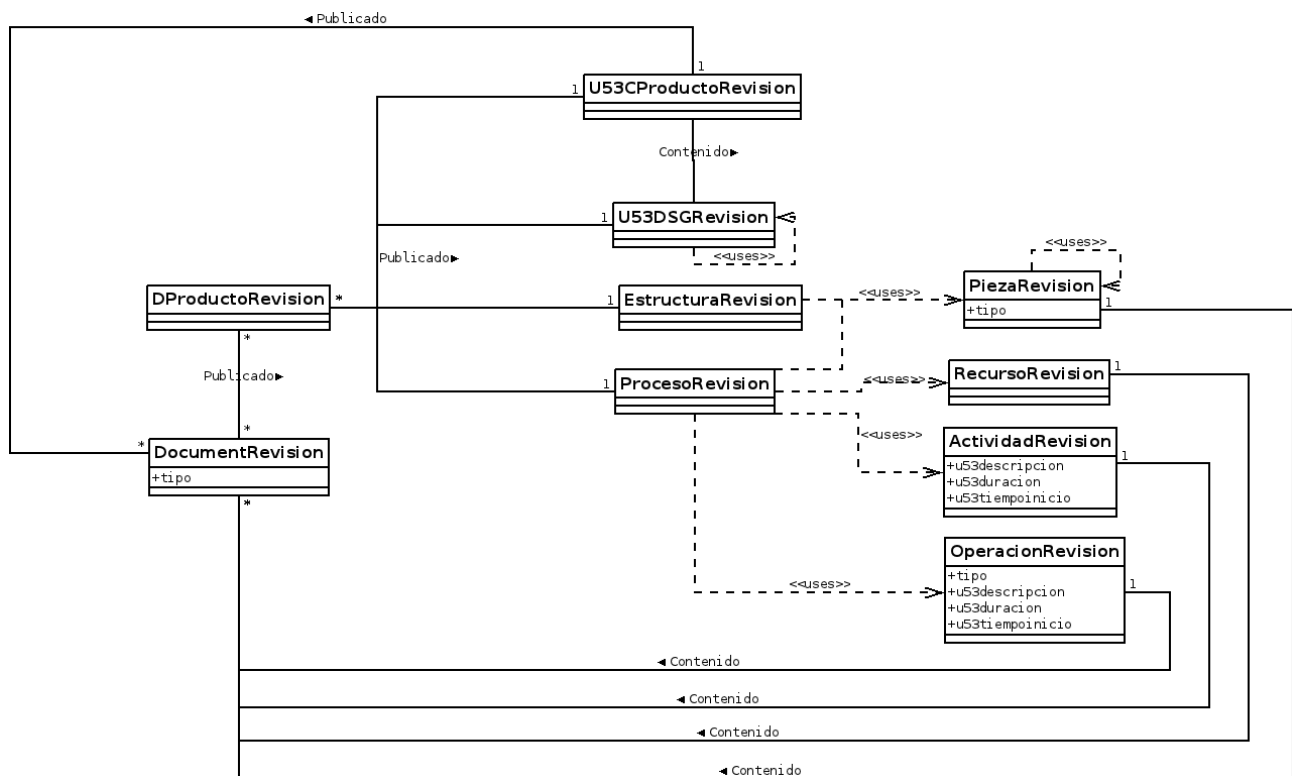 ◄ Publicado
1
1
U53CProductoRevision
Contenido►
1
U53DSGRevision
<<uses>>
<<uses>>
Publicado►
DProductoRevision
*
1
EstructuraRevision
<<uses>>
PiezaRevision
+tipo
1
*
Publicado►
1
ProcesoRevision
<<uses>>
RecursoRevision
1
*
*
DocumentRevision
+tipo
*
<<uses>>
ActividadRevision
+u53descripcion
+u53duracion
+u53tiempoinicio
1
OperacionRevision
+tipo
+u53descripcion
+u53duracion
+u53tiempoinicio
1
<<uses>>
◄ Contenido
◄ Contenido
◄ Contenido
◄ Contenido